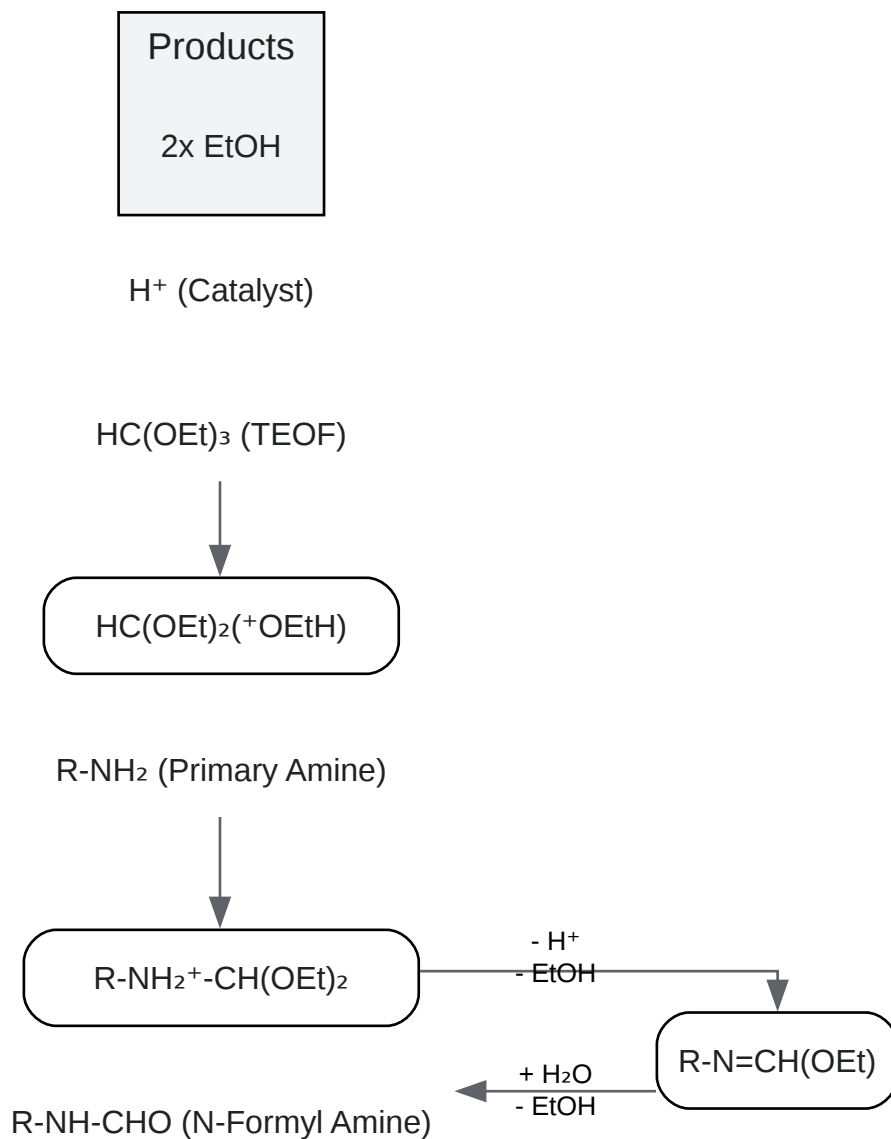 Products
2x EtOH
H⁺ (Catalyst)
HC(OEt)₃ (TEOF)
HC(OEt)₂(⁺OEtH)
R-NH₂ (Primary Amine)
R-NH₂⁺-CH(OEt)₂
- H⁺
- EtOH
R-N=CH(OEt)
+ H₂O
- EtOH
R-NH-CHO (N-Formyl Amine)